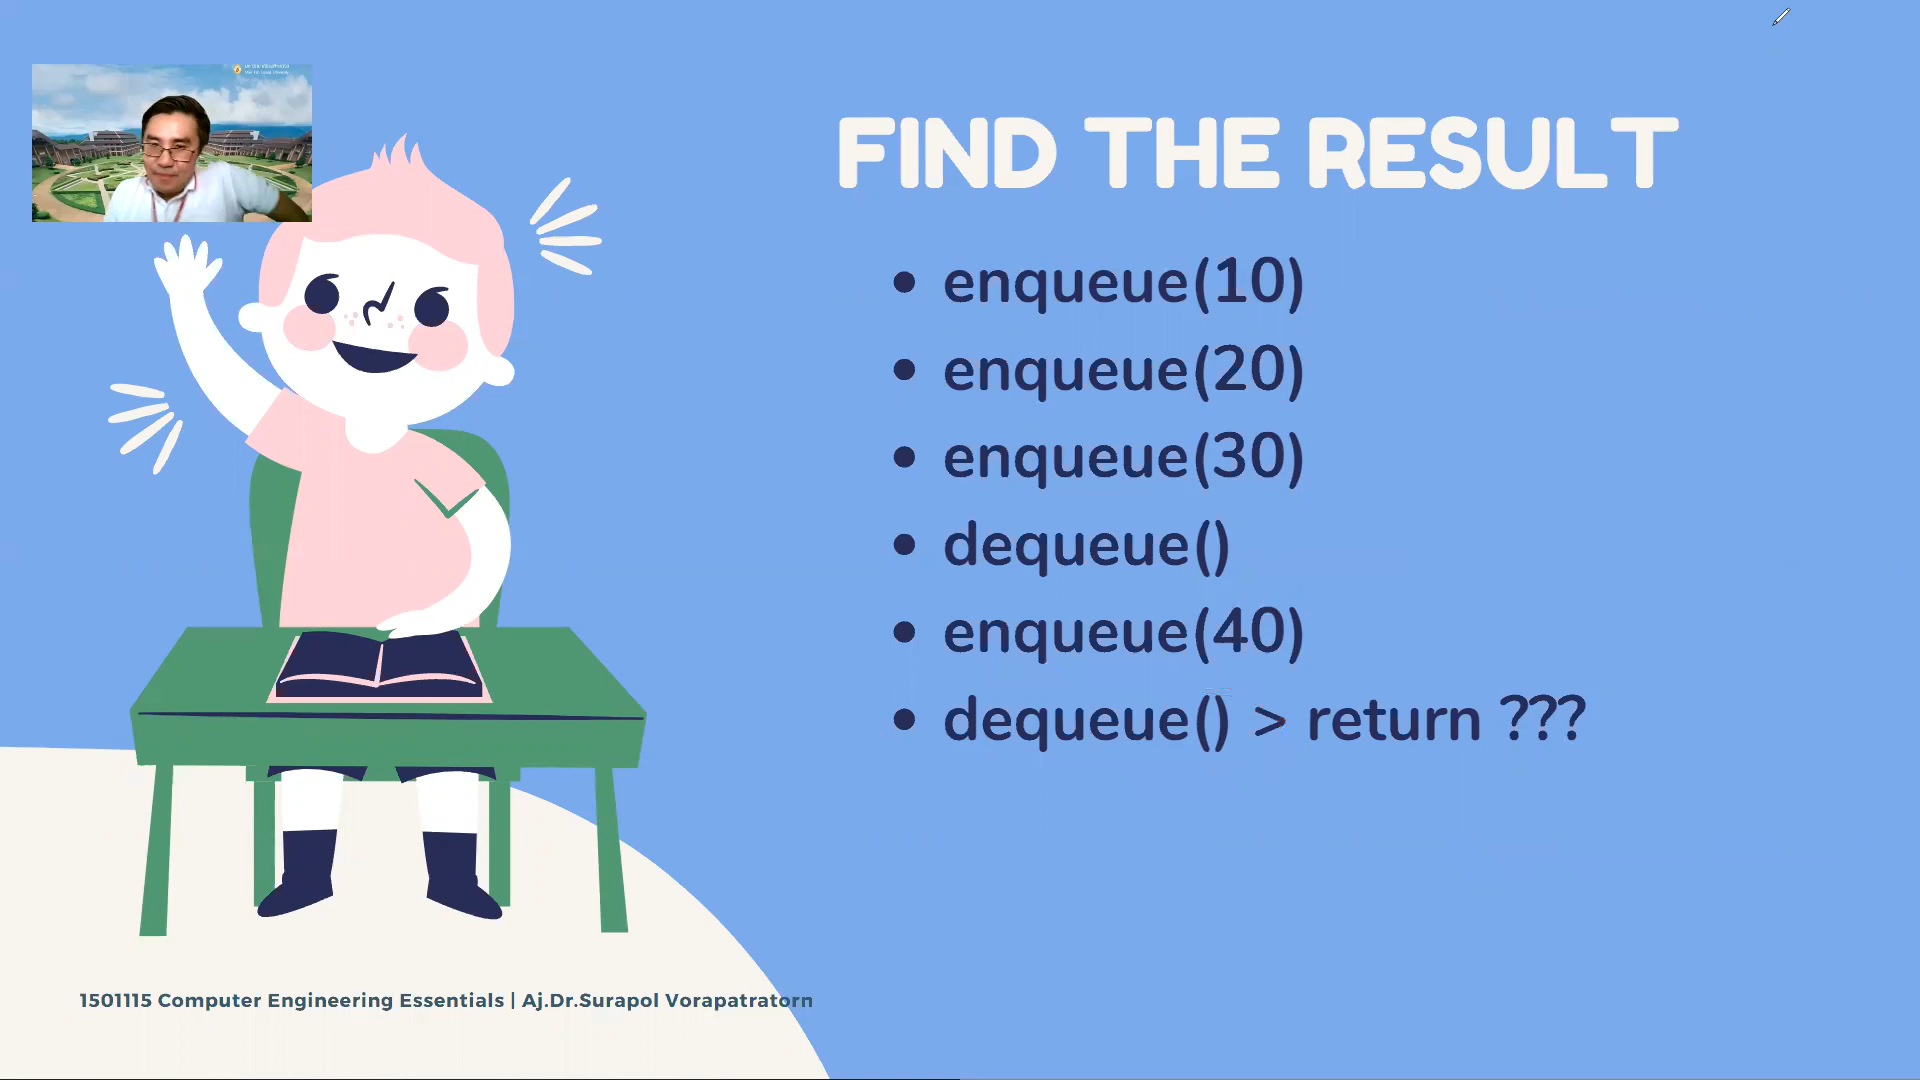 FIND THE RESULT
• enqueue(10)
• enqueue(20)
• enqueue(30)
• dequeue()
• enqueue(40)
• dequeue() > return ???
1501115 Computer Engineering Essentials | Aj.Dr.Surapol Vorapatratorn